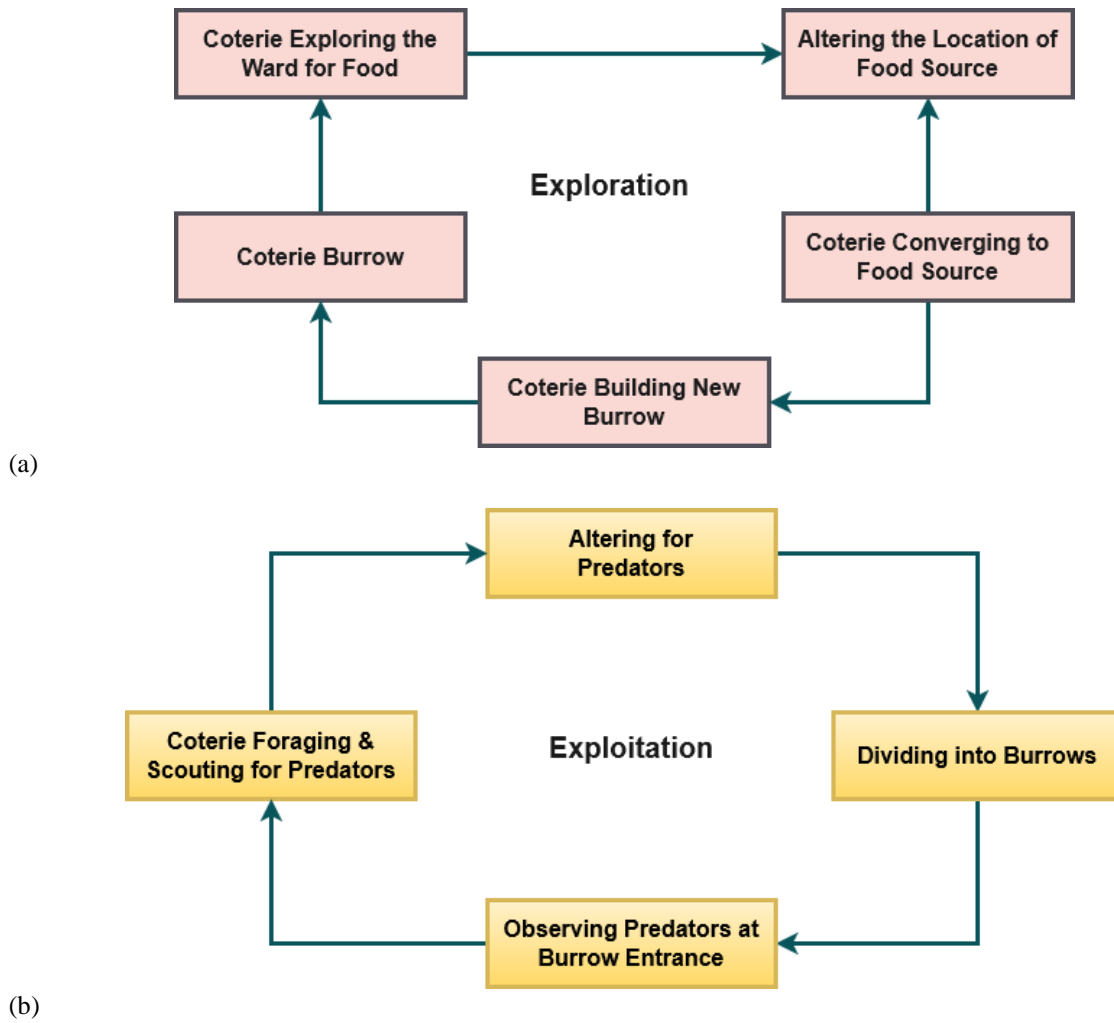 Coterie Exploring the
Ward for Food
Altering the Location of
Food Source
Exploration
Coterie Burrow
Coterie Converging to
Food Source
Coterie Building New
Burrow
(a)
Altering for
Predators
Coterie Foraging &
Scouting for Predators
Exploitation
Dividing into Burrows
Observing Predators at
Burrow Entrance
(b)